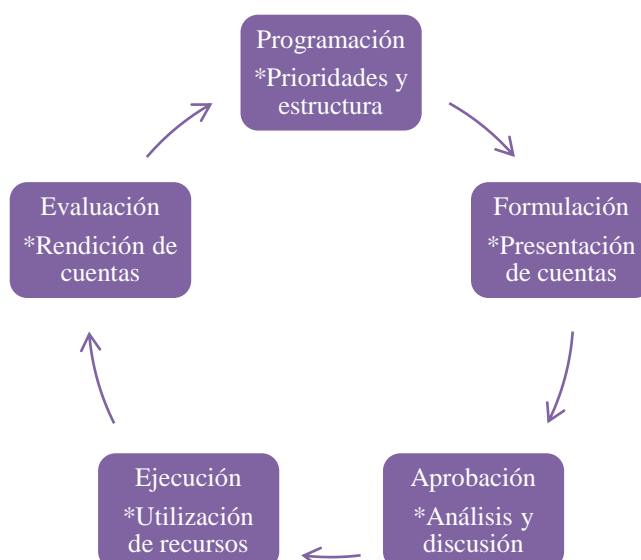 Programación
*Prioridades y
estructura
Formulación
*Presentación
de cuentas
Aprobación
*Análisis y
discusión
Ejecución
*Utilización
de recursos
Evaluación
*Rendición de
cuentas